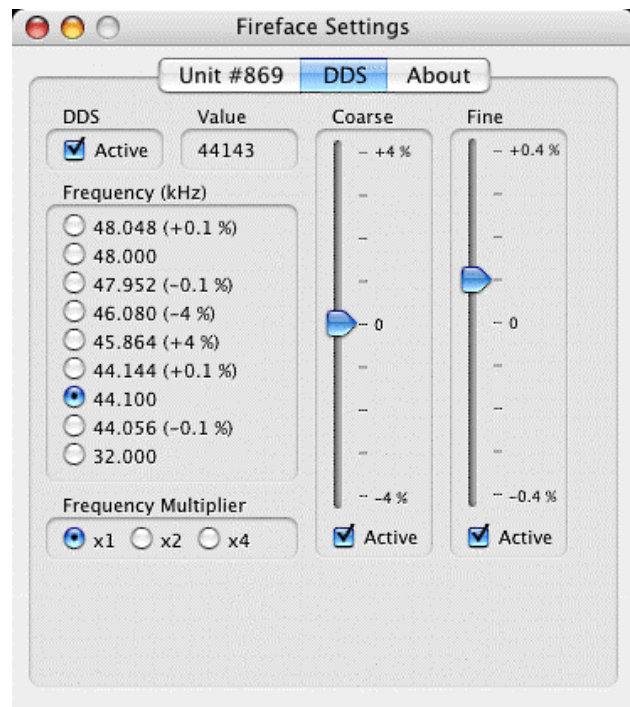 Fireface Settings
Unit #869 DDS About
DDS Value Coarse Fine
Active 44143
Frequency (kHz)
48.048 (+0.1 %)
48.000
47.952 (−0.1 %)
46.080 (−4 %)
45.864 (+4 %)
44.144 (+0.1 %)
44.100
44.056 (−0.1 %)
32.000
Frequency Multiplier
x1 x2 x4
+4 %
0
-4 %
Active
+0.4 %
0
-0.4 %
Active